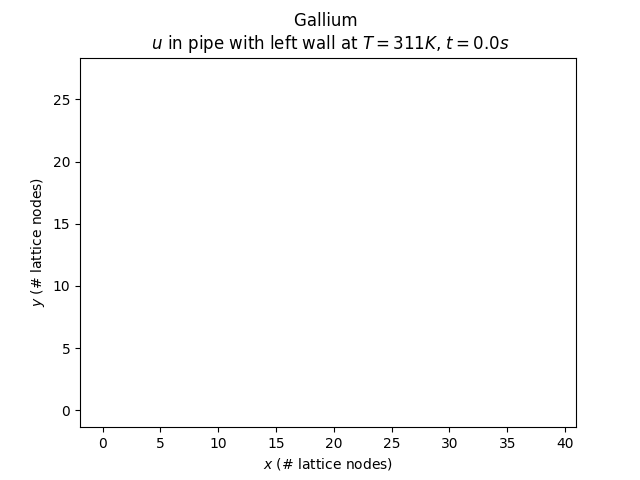 Gallium
u in pipe with left wall at T = 311K, t = 0.0s
25
20
15
10
5
0
y (# lattice nodes)
0 5 10 15 20 25 30 35 40
x (# lattice nodes)